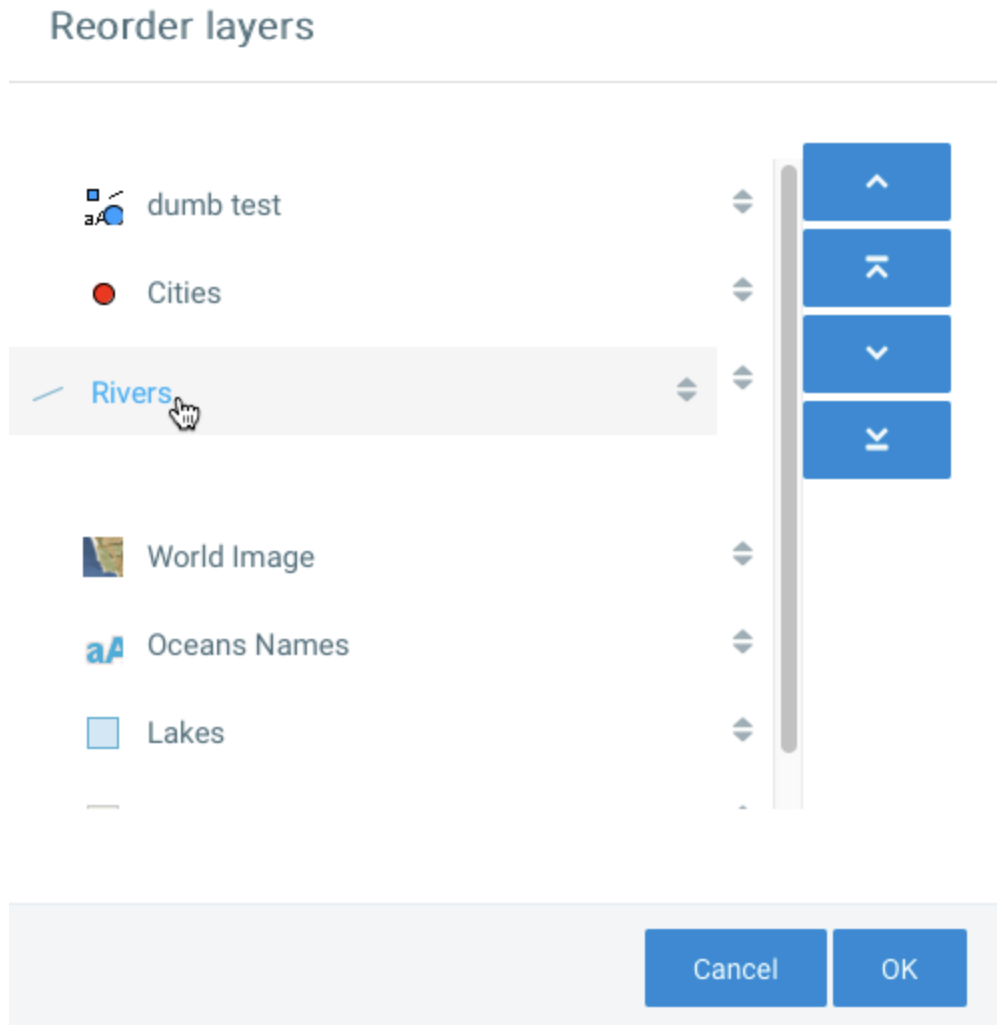 Reorder layers
dumb test
Cities
Rivers
World Image
Oceans Names
Lakes
Cancel
OK